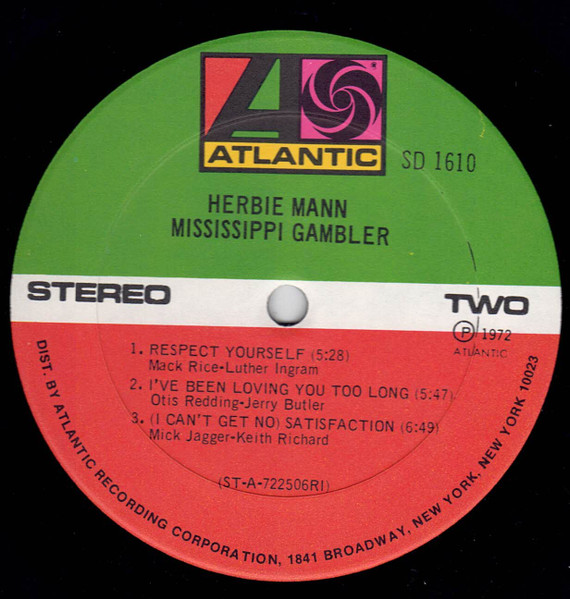 ATLANTIC
SD 1610
HERBIE MANN
MISSISSIPPI GAMBLER
STEREO
TWO
Ⓟ 1972
ATLANTIC
1. RESPECT YOURSELF (5:28)
Mack Rice-Luther Ingram
2. I'VE BEEN LOVING YOU TOO LONG (5:47)
Otis Redding-Jerry Butler
3. (I CAN'T GET NO) SATISFACTION (6:49)
Mick Jagger-Keith Richard
(ST-A-722506RI)
DIST. BY ATLANTIC RECORDING CORPORATION, 1841 BROADWAY, NEW YORK, NEW YORK 10023